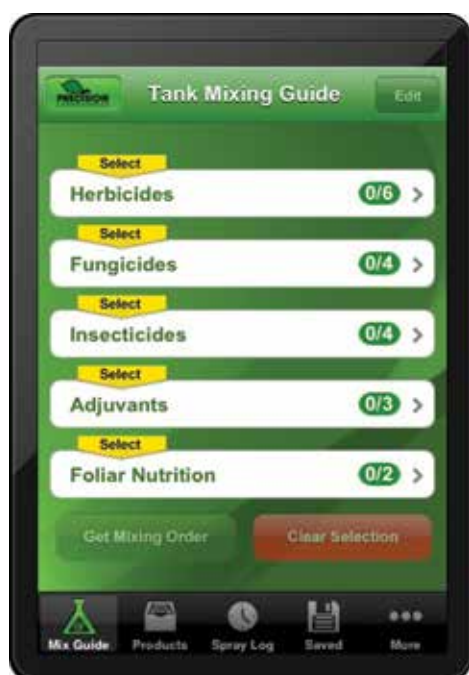 PRECISION
Tank Mixing Guide
Edit
Select
Herbicides 0/6 >
Select
Fungicides 0/4 >
Select
Insecticides 0/4 >
Select
Adjuvants 0/3 >
Select
Foliar Nutrition 0/2 >
Get Mixing Order
Clear Selection
Mix Guide Products Spray Log Saved More